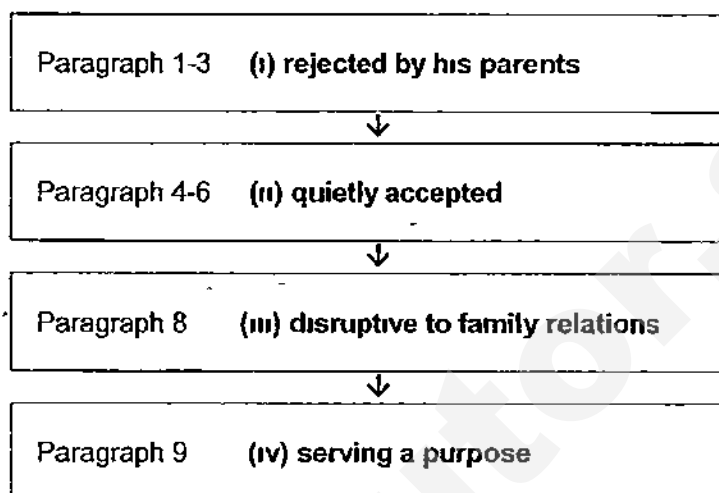 Paragraph 1-3 (i) rejected by his parents
Paragraph 4-6 (ii) quietly accepted
Paragraph 8 (iii) disruptive to family relations
Paragraph 9 (iv) serving a purpose